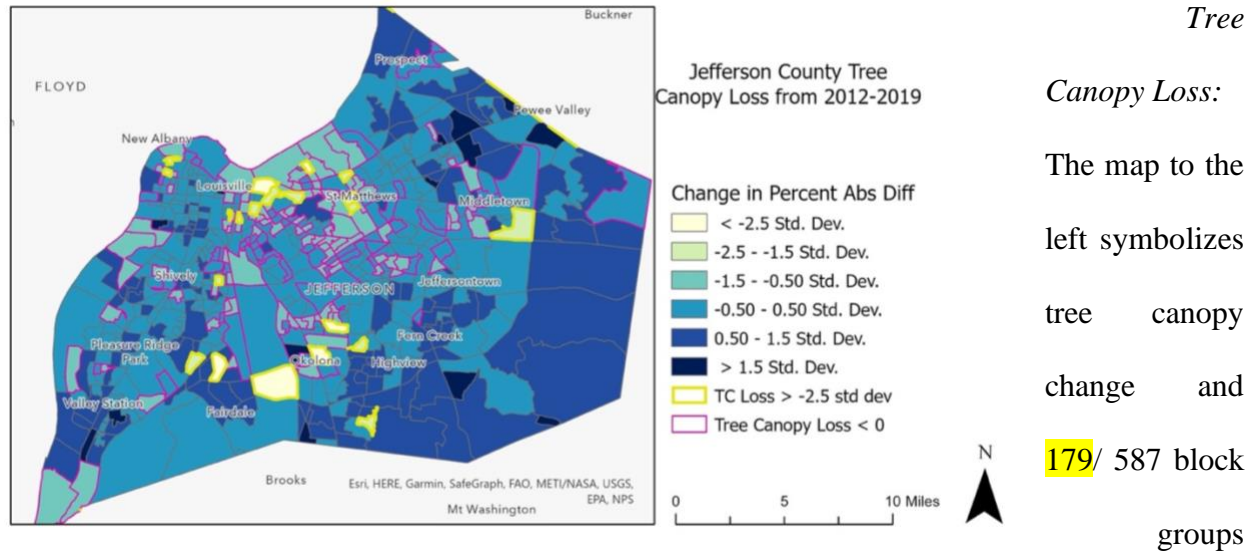 Buckner
Prospect
FLOYD
Pewee Valley
New Albany
Louisville
St Matthews
Middletown
Shively
JEFFERSON
Jeffersontown
Pleasure Ridge
Park
Okolona
Fern Creek
Highview
Valley Station
Fairdale
Brooks
Esri, HERE, Garmin, SafeGraph, FAO, METI/NASA, USGS,
EPA, NPS
Mt Washington
Jefferson County Tree
Canopy Loss from 2012-2019
Change in Percent Abs Diff
< -2.5 Std. Dev.
-2.5 - -1.5 Std. Dev.
-1.5 - -0.50 Std. Dev.
-0.50 - 0.50 Std. Dev.
0.50 - 1.5 Std. Dev.
> 1.5 Std. Dev.
TC Loss > -2.5 std dev
Tree Canopy Loss < 0
0 5 10 Miles
N
Tree
Canopy Loss:
The map to the
left symbolizes
tree canopy
change and
179/ 587 block
groups